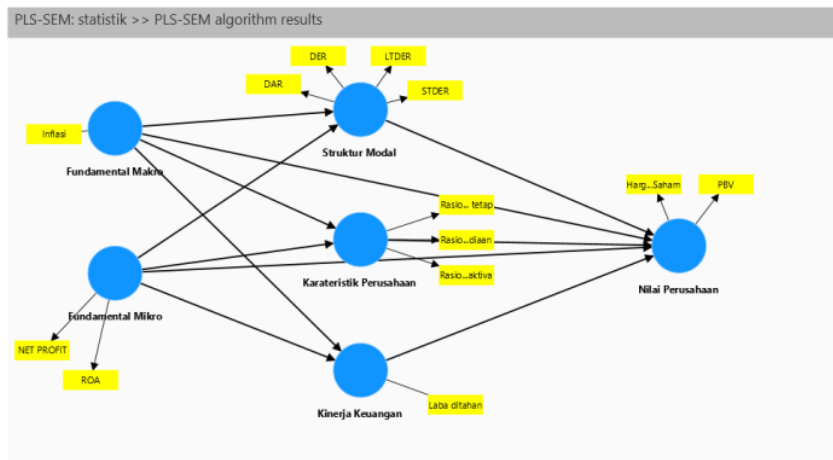 PLS-SEM: statistik >> PLS-SEM algorithm results
DER
LTDER
DAR
STDER
Inflasi
Struktur Modal
Fundamental Makro
Harg...Saham
PBV
Rasio... tetap
Rasio...diaan
Karateristik Perusahaan
Rasio...aktiva
Nilai Perusahaan
Fundamental Mikro
NET PROFIT
ROA
Laba ditahan
Kinerja Keuangan